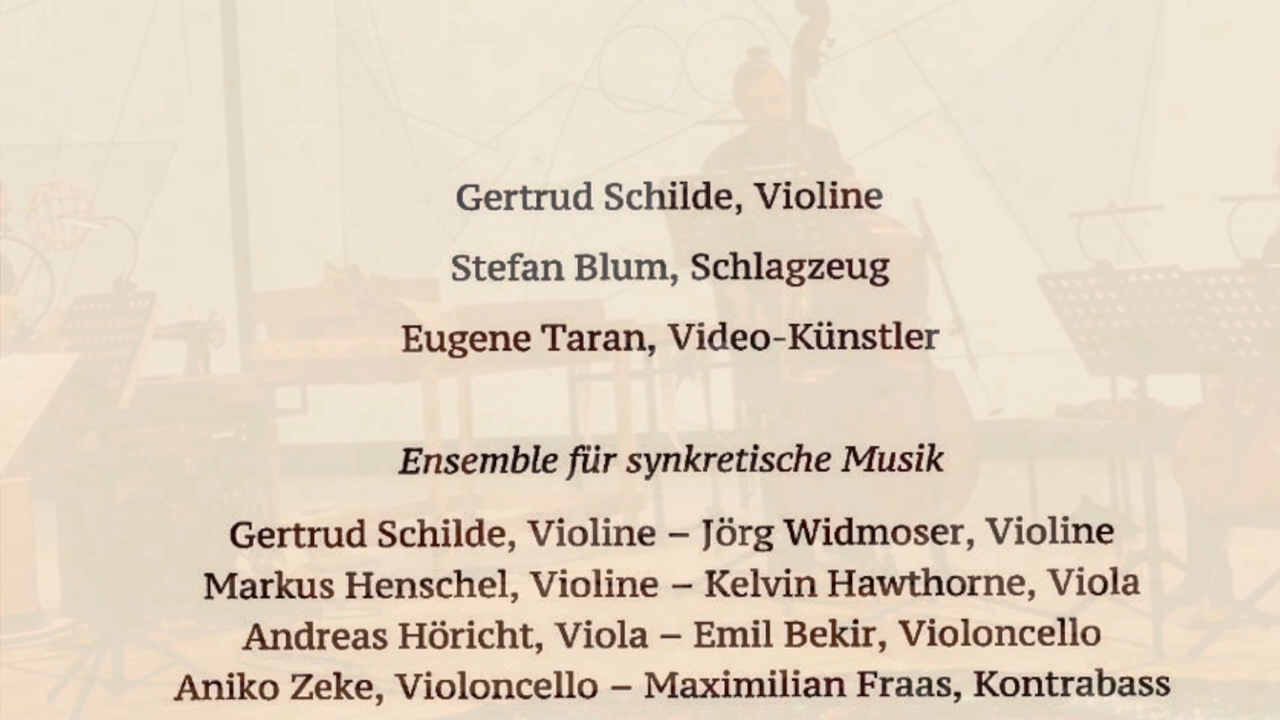 Gertrud Schilde, Violine
Stefan Blum, Schlagzeug
Eugene Taran, Video-Künstler
Ensemble für synkretische Musik
Gertrud Schilde, Violine – Jörg Widmoser, Violine
Markus Henschel, Violine – Kelvin Hawthorne, Viola
Andreas Höricht, Viola – Emil Bekir, Violoncello
Aniko Zeke, Violoncello – Maximilian Fraas, Kontrabass